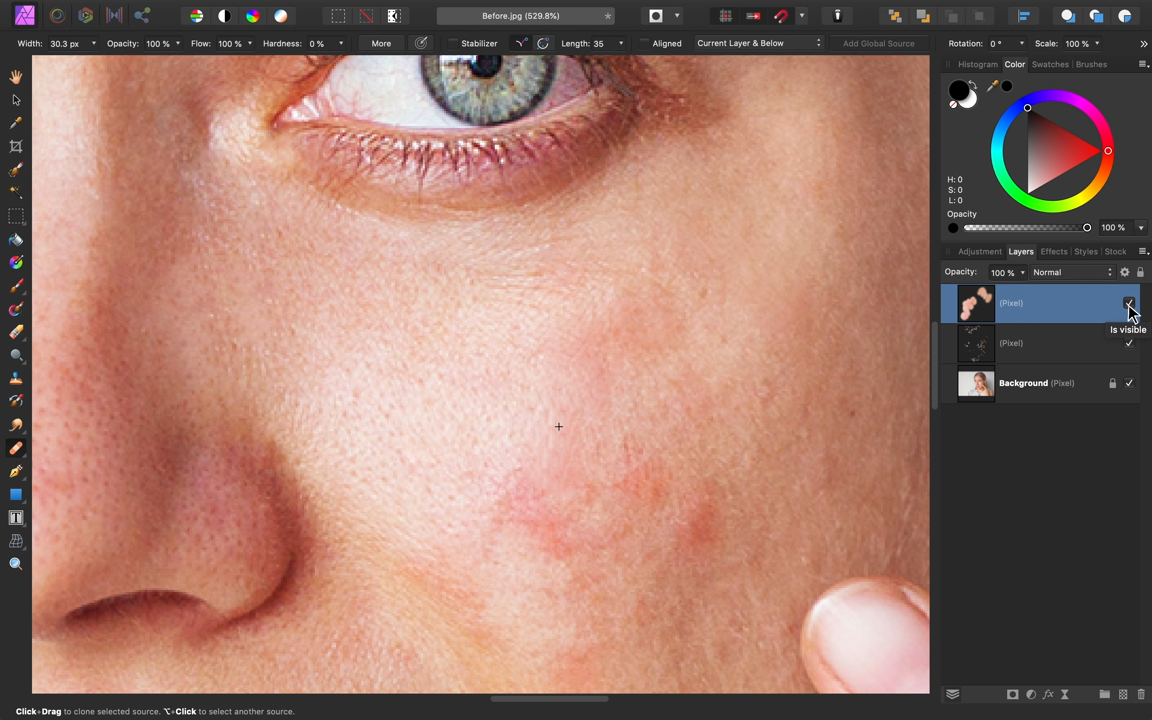 Before.jpg (529.8%)
Width: 30.3 px Opacity: 100 % Flow: 100 % Hardness: 0 % More Stabilizer Length: 35 Aligned Current Layer & Below Add Global Source Rotation: 0 ° Scale: 100 %
Histogram Color Swatches Brushes
H: 0
S: 0
L: 0
Opacity
100 %
Adjustment Layers Effects Styles Stock
Opacity: 100 % Normal
(Pixel)
Is visible
(Pixel)
Background (Pixel)
Click+Drag to clone selected source. ⌥+Click to select another source.